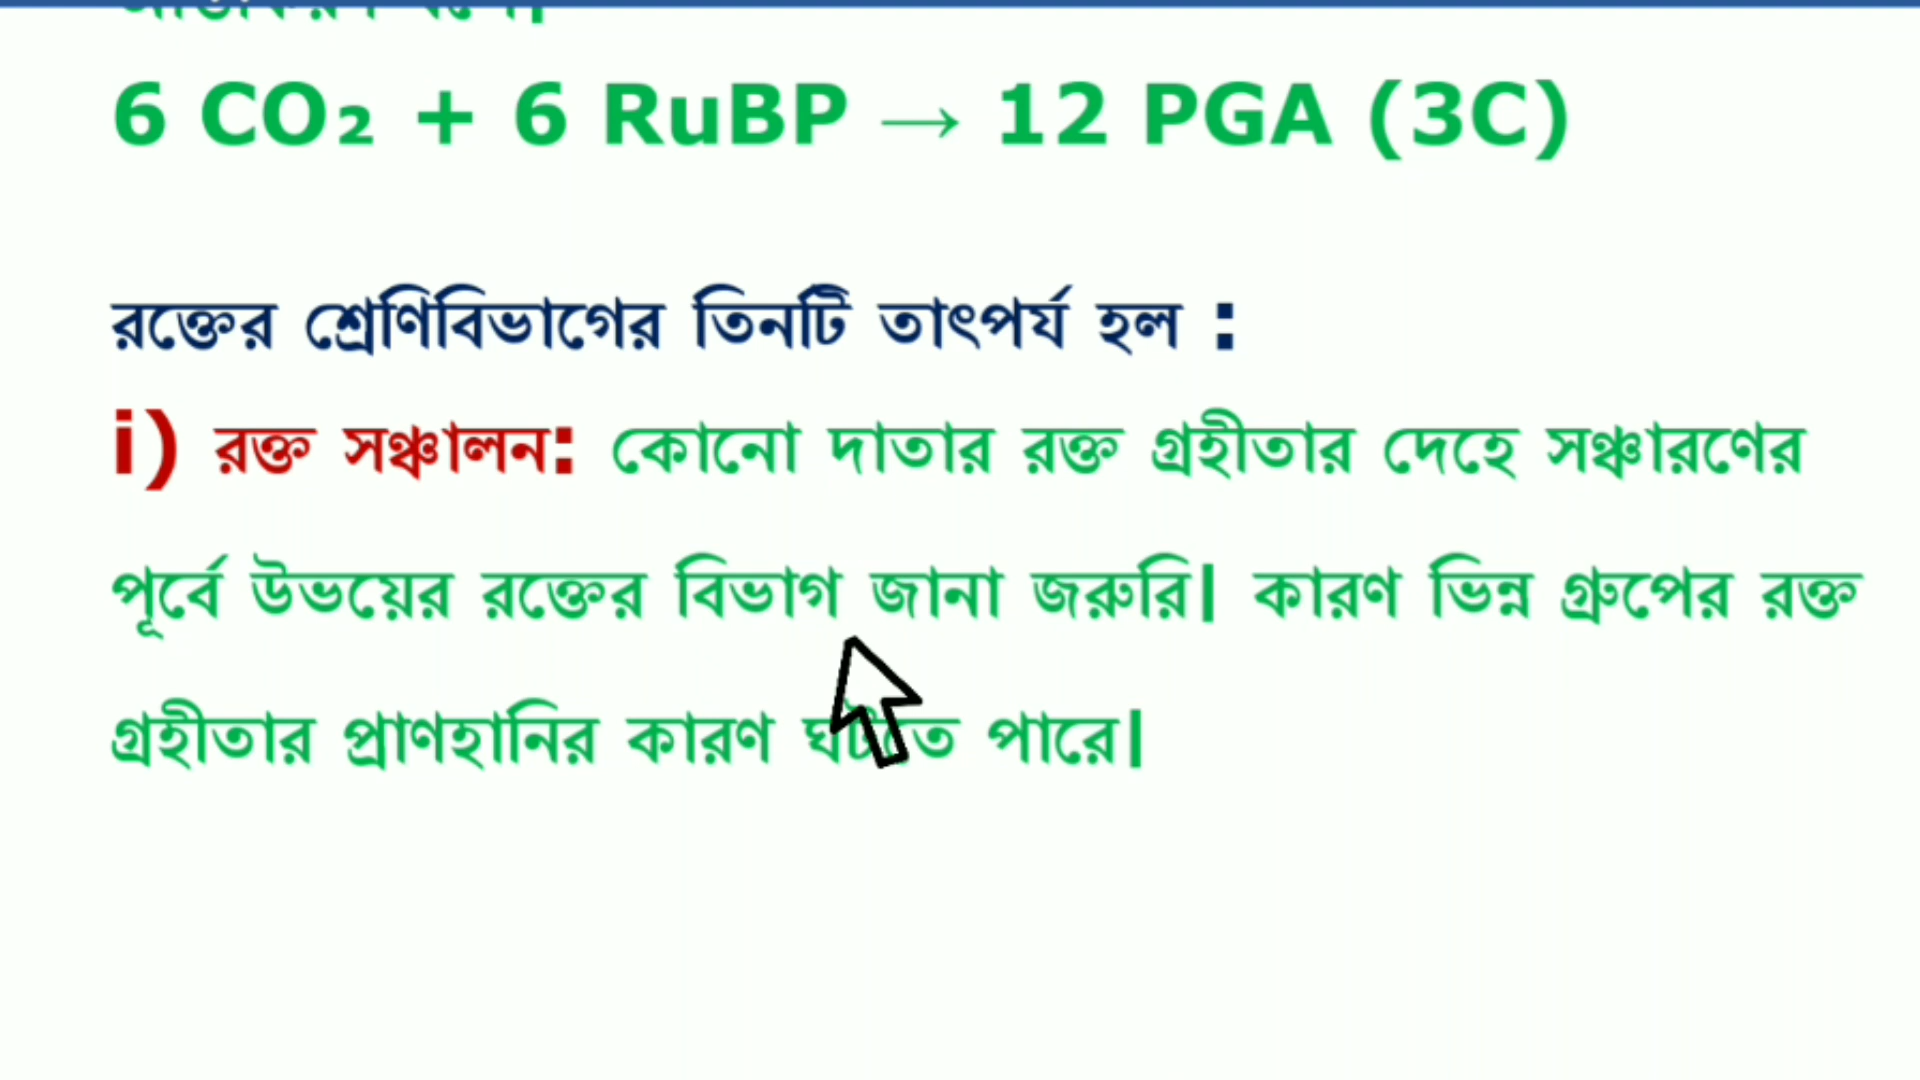 6 CO₂ + 6 RuBP → 12 PGA (3C)
রক্তের শ্রেণিবিভাগের তিনটি তাৎপর্য হল :
i) রক্ত সঞ্চালন: কোনো দাতার রক্ত গ্রহীতার দেহে সঞ্চারণের
পূর্বে উভয়ের রক্তের বিভাগ জানা জরুরি। কারণ ভিন্ন গ্রুপের রক্ত
গ্রহীতার প্রাণহানির কারণ ঘটাতে পারে।